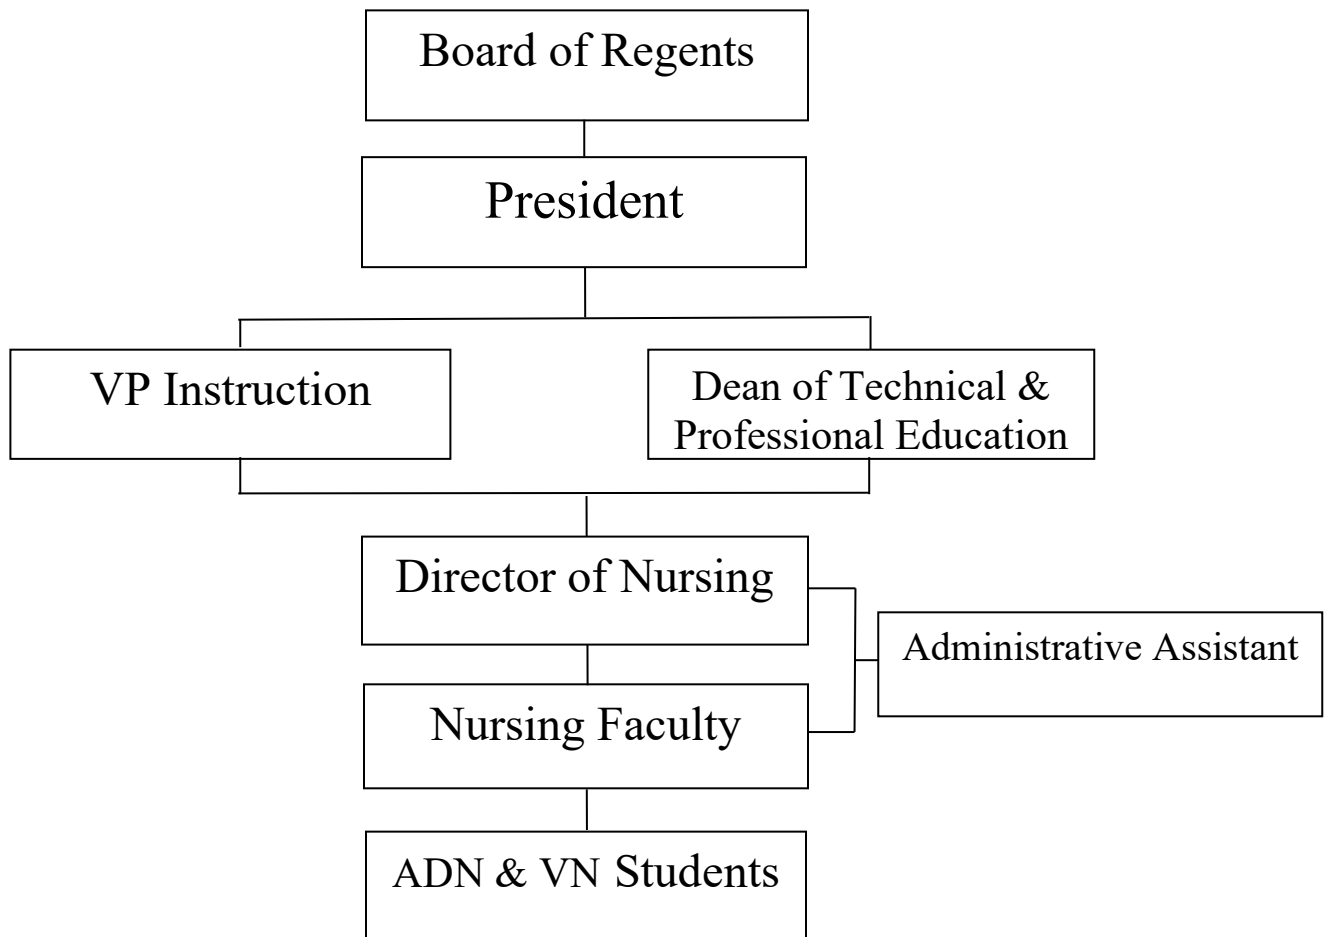 Board of Regents
President
VP Instruction
Dean of Technical &
Professional Education
Director of Nursing
Administrative Assistant
Nursing Faculty
ADN & VN Students